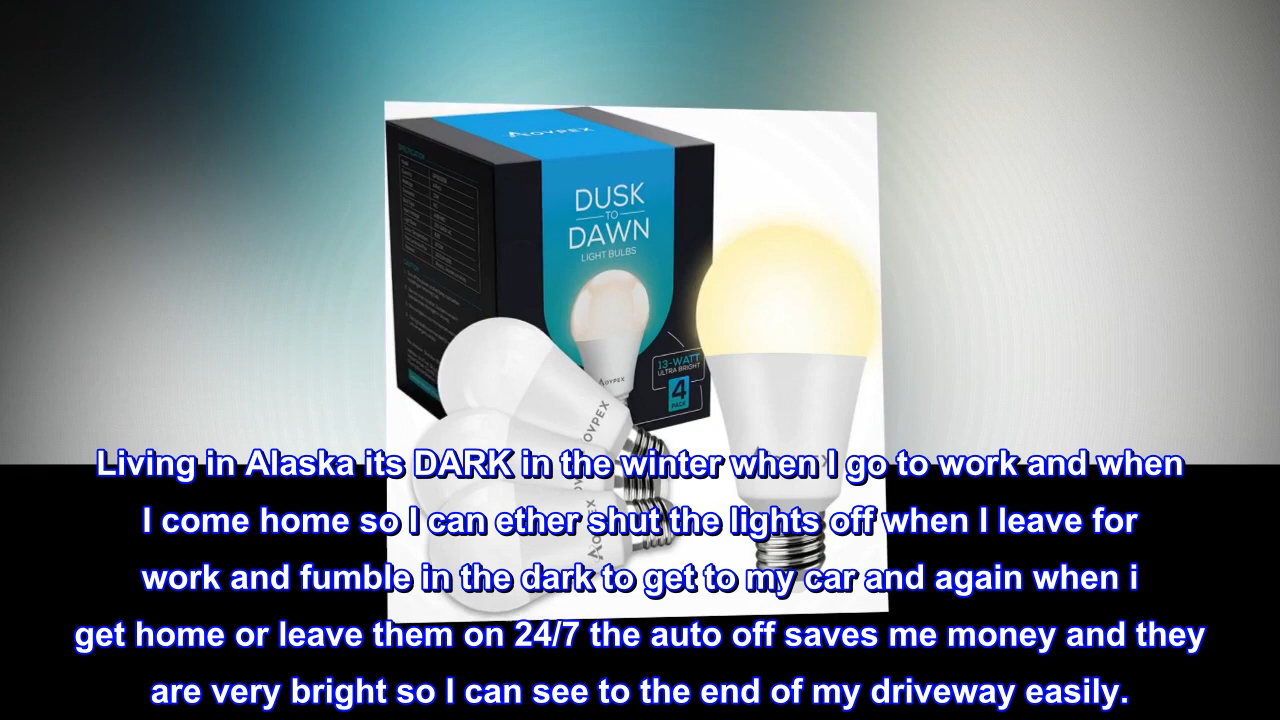 AOYPEX
DUSK
TO
DAWN
LIGHT BULBS
13-WATT
ULTRA BRIGHT
4
PACK
AOYPEX
OYPEX
AOYPEX
Living in Alaska its DARK in the winter when I go to work and when
I come home so I can ether shut the lights off when I leave for
work and fumble in the dark to get to my car and again when i
get home or leave them on 24/7 the auto off saves me money and they
are very bright so I can see to the end of my driveway easily.